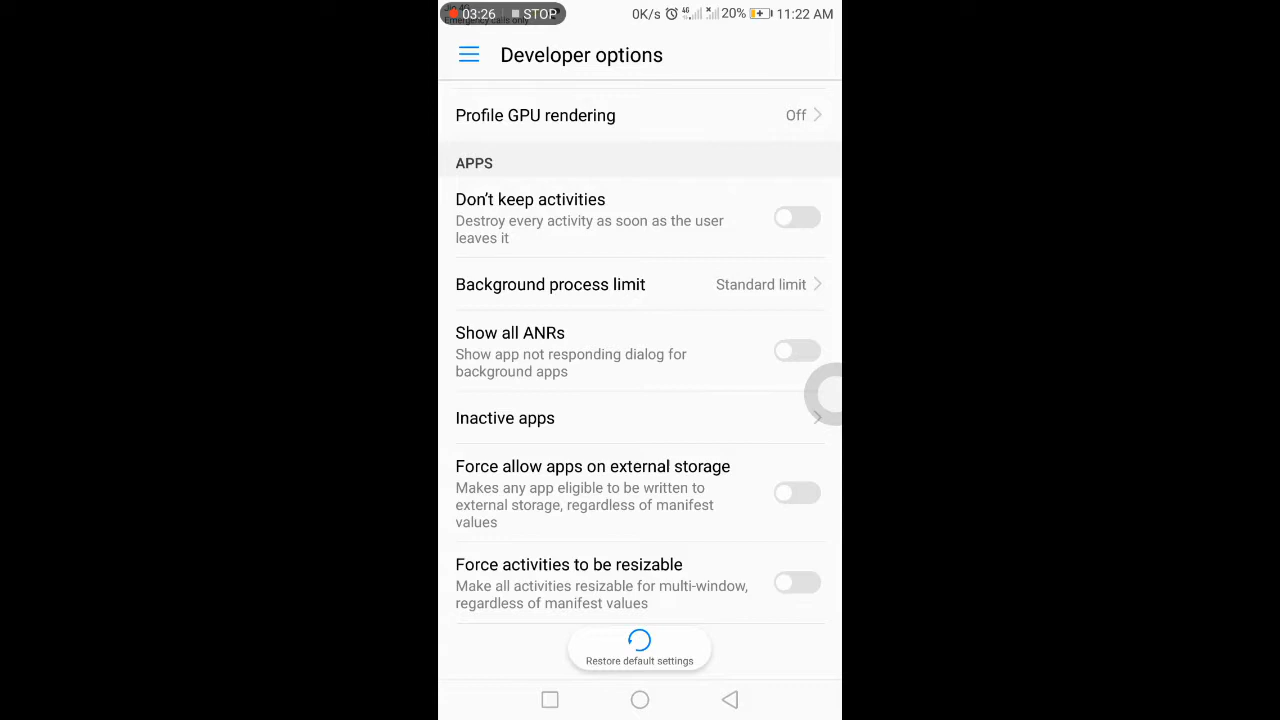 03:26 STOP
Emergency calls only
0K/s 4G 20% 11:22 AM
Developer options
Profile GPU rendering Off
APPS
Don't keep activities
Destroy every activity as soon as the user
leaves it
Background process limit Standard limit
Show all ANRs
Show app not responding dialog for
background apps
Inactive apps
Force allow apps on external storage
Makes any app eligible to be written to
external storage, regardless of manifest
values
Force activities to be resizable
Make all activities resizable for multi-window,
regardless of manifest values
Restore default settings